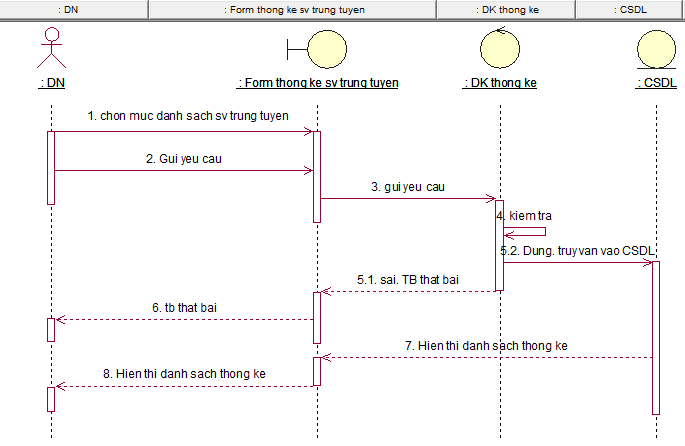 : DN
: Form thong ke sv trung tuyen
: DK thong ke
: CSDL
: DN
: Form thong ke sv trung tuyen
: DK thong ke
: CSDL
1. chon muc danh sach sv trung tuyen
2. Gui yeu cau
3. gui yeu cau
4. kiem tra
5.2. Dung. truy van vao CSDL
5.1. sai. TB that bai
6. tb that bai
7. Hien thi danh sach thong ke
8. Hien thi danh sach thong ke